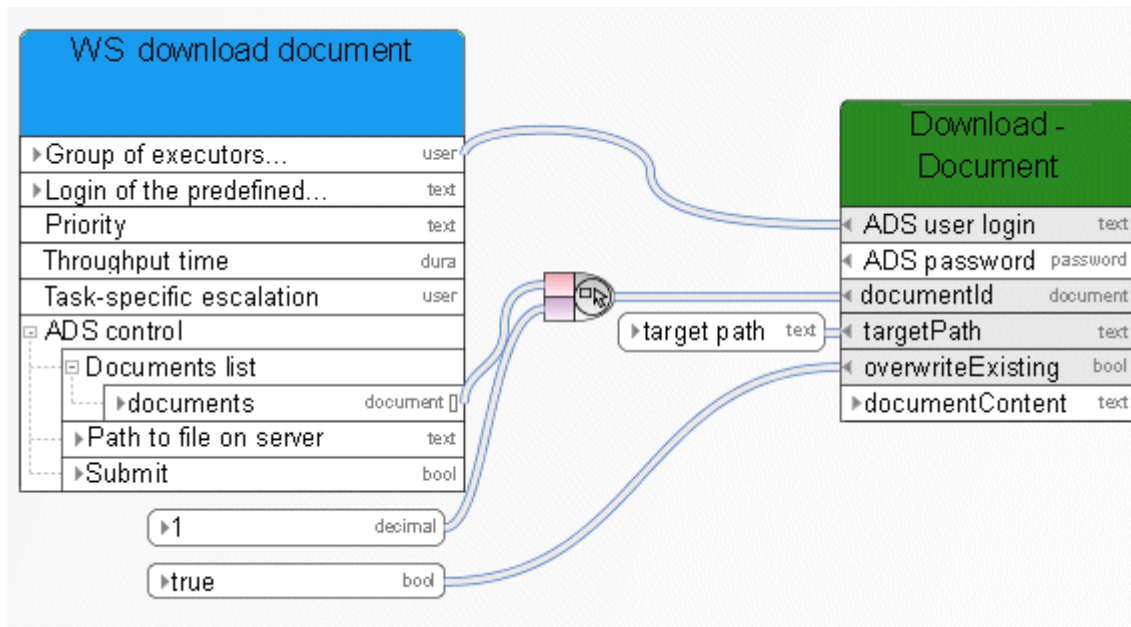 WS download document
Group of executors... user
Login of the predefined... text
Priority text
Throughput time dura
Task-specific escalation user
ADS control
Documents list
documents document []
Path to file on server text
Submit bool
1 decimal
true bool
target path text
Download -
Document
ADS user login text
ADS password password
documentId document
targetPath text
overwriteExisting bool
documentContent text